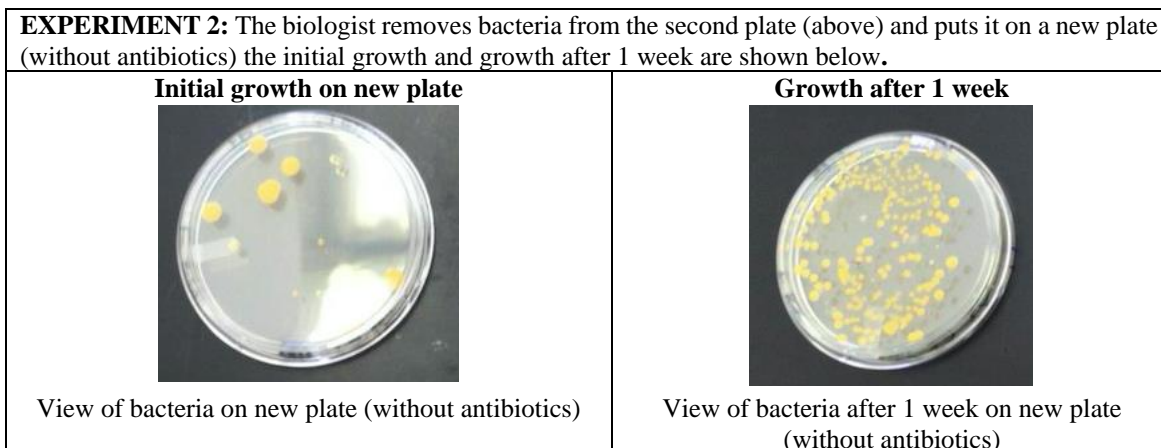 EXPERIMENT 2: The biologist removes bacteria from the second plate (above) and puts it on a new plate
(without antibiotics) the initial growth and growth after 1 week are shown below.
Initial growth on new plate
Growth after 1 week
View of bacteria on new plate (without antibiotics)
View of bacteria after 1 week on new plate
(without antibiotics)